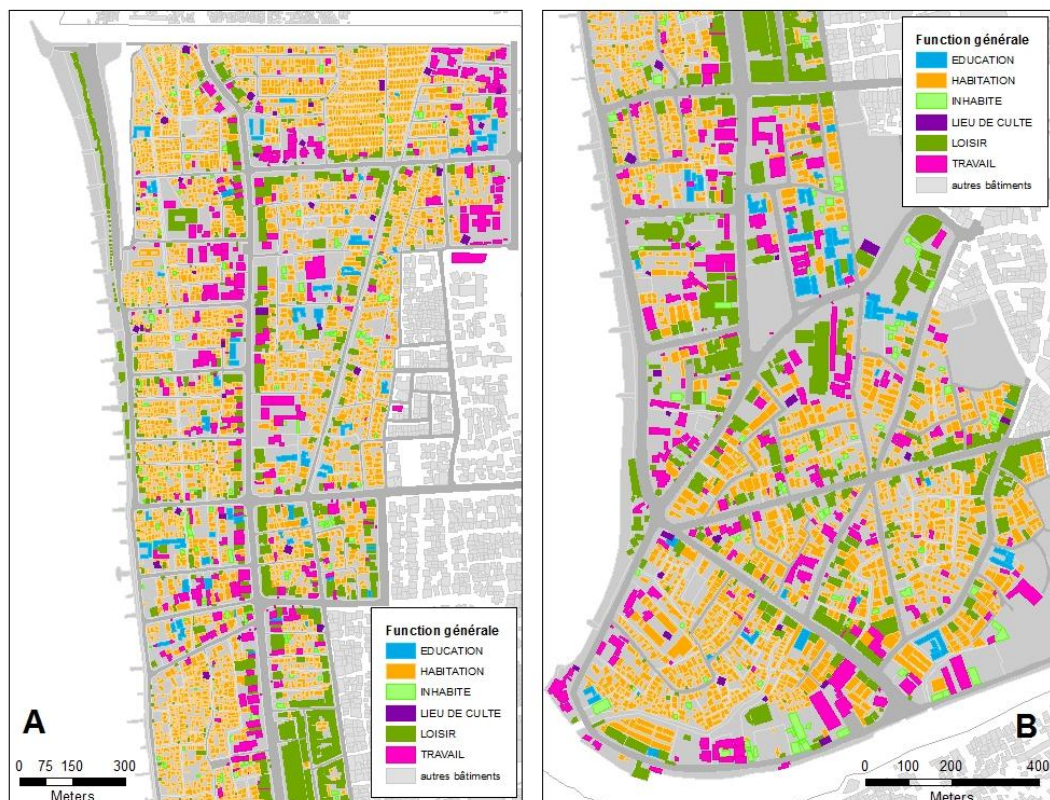 Function générale
EDUCATION
HABITATION
INHABITE
LIEU DE CULTE
LOISIR
TRAVAIL
autres bâtiments
A
0 75 150 300
Meters
Function générale
EDUCATION
HABITATION
INHABITE
LIEU DE CULTE
LOISIR
TRAVAIL
autres bâtiments
B
0 100 200 400
Meters